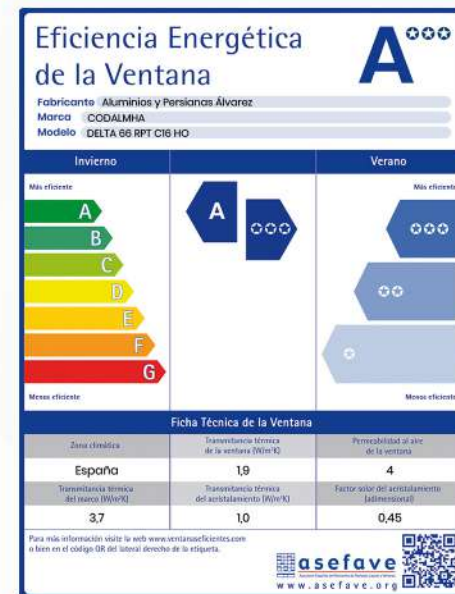 Eficiencia Energética
de la Ventana
A✪✪✪
Fabricante Aluminios y Persianas Álvarez
Marca CODALMHA
Modelo DELTA 66 RPT C16 HO
Invierno
Verano
Más eficiente
Más eficiente
A
B
C
D
E
F
G
A
✪✪✪
✪✪✪
✪✪
✪
Menos eficiente
Menos eficiente
Ficha Técnica de la Ventana
Zona climática
Transmitancia térmica
de la ventana (W/m²K)
Permeabilidad al aire
de la ventana
España
1,9
4
Transmitancia térmica
del marco (W/m²K)
Transmitancia térmica
del acristalamiento (W/m²K)
Factor solar del acristalamiento
(adimensional)
3,7
1,0
0,45
Para más información visite la web www.ventanaseficientes.com
o bien en el código QR del lateral derecho de la etiqueta.
asefave
www.asefave.org